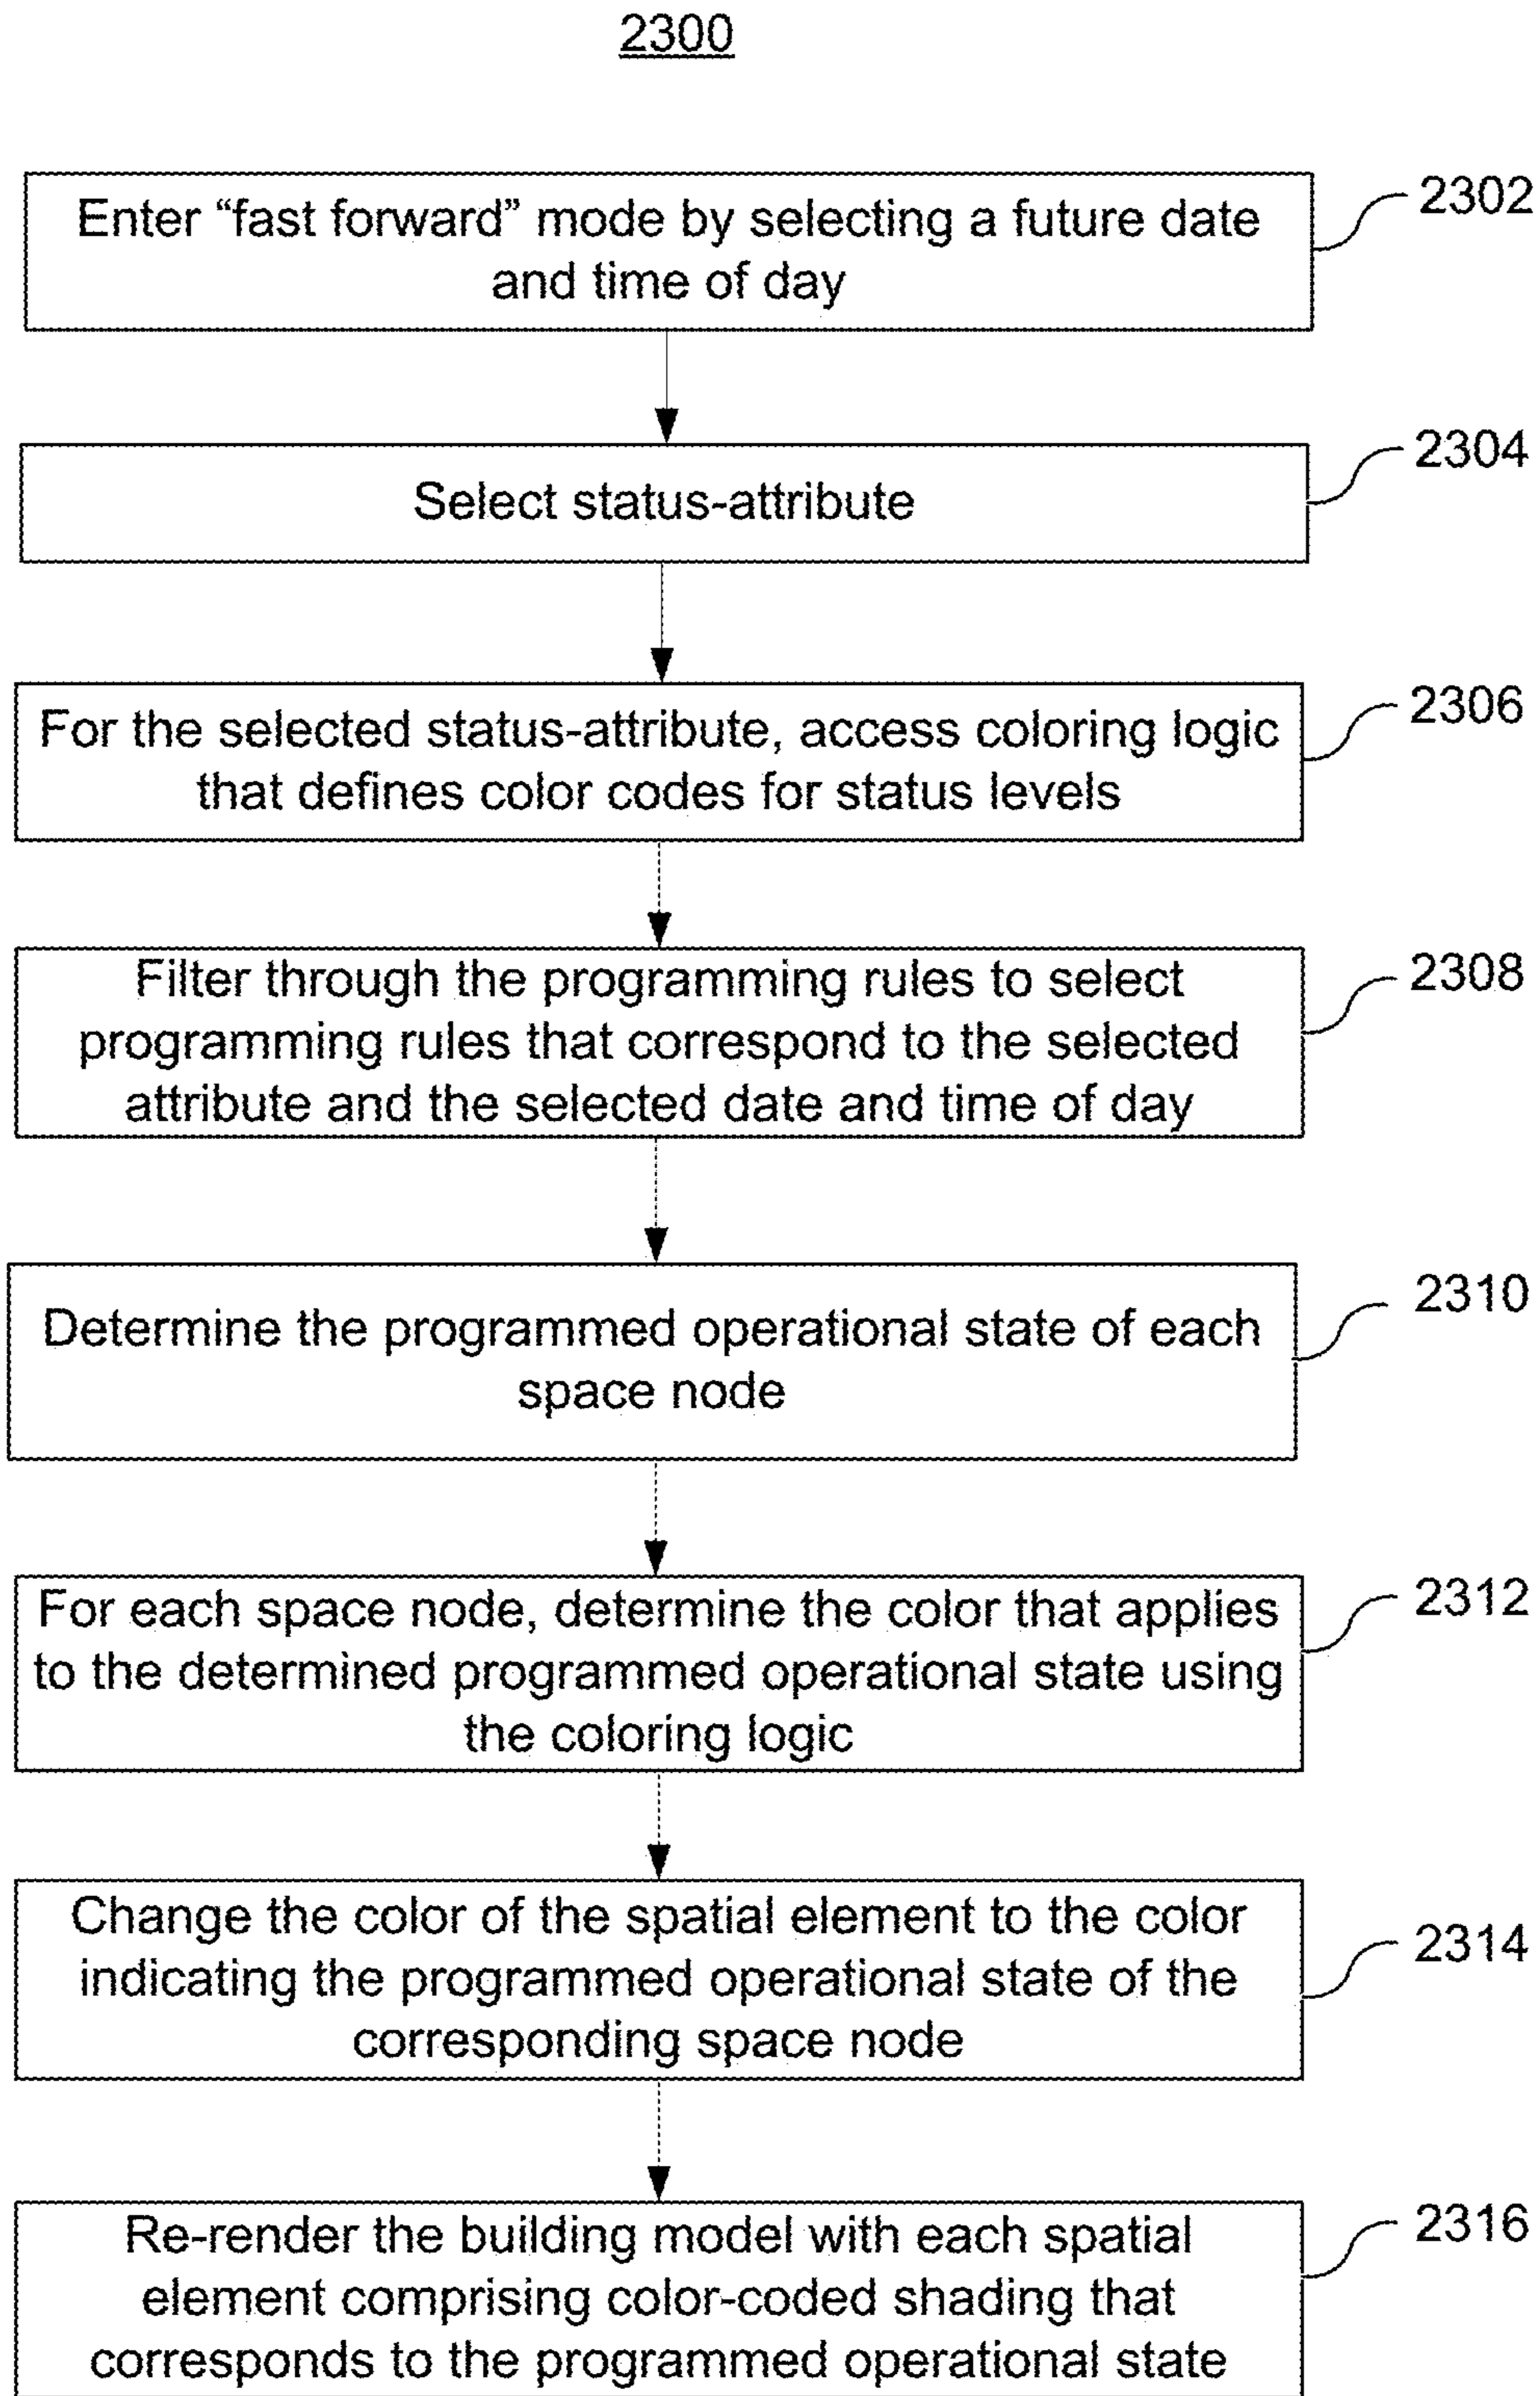 2300
Enter “fast forward” mode by selecting a future date
and time of day
2302
Select status-attribute
2304
For the selected status-attribute, access coloring logic
that defines color codes for status levels
2306
Filter through the programming rules to select
programming rules that correspond to the selected
attribute and the selected date and time of day
2308
Determine the programmed operational state of each
space node
2310
For each space node, determine the color that applies
to the determined programmed operational state using
the coloring logic
2312
Change the color of the spatial element to the color
indicating the programmed operational state of the
corresponding space node
2314
Re-render the building model with each spatial
element comprising color-coded shading that
corresponds to the programmed operational state
2316